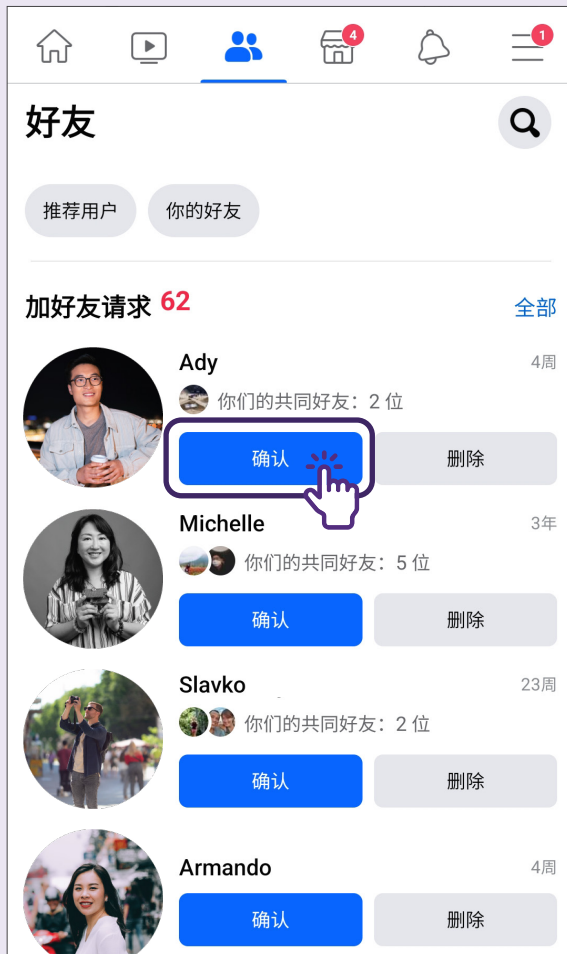 4
1
好友
推荐用户
你的好友
加好友请求 62
全部
Ady
4周
你们的共同好友：2 位
确认
删除
Michelle
3年
你们的共同好友：5 位
确认
删除
Slavko
23周
你们的共同好友：2 位
确认
删除
Armando
4周
确认
删除